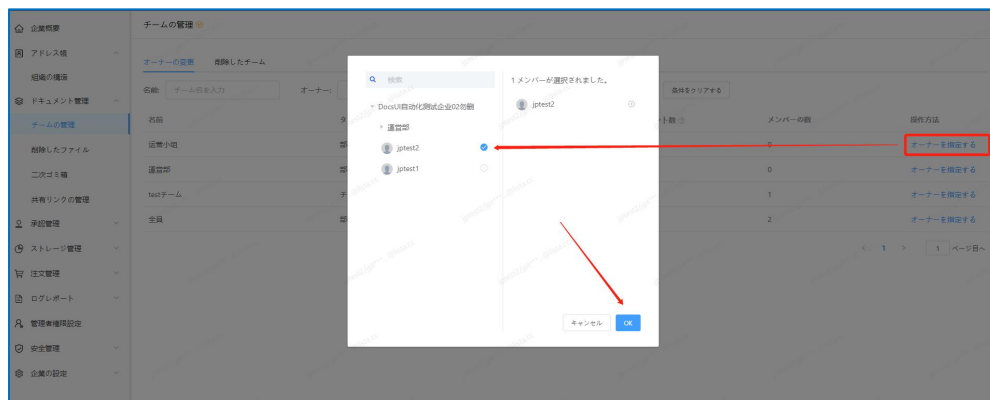 企業概要
アドレス帳
組織の構造
ドキュメント管理
チームの管理
削除したファイル
二次ゴミ箱
共有リンクの管理
承認管理
ストレージ管理
注文管理
ログレポート
管理者権限設定
安全管理
企業の設定
チームの管理
オーナーの変更 削除したチーム
名前: チーム名を入力 オーナー: 条件をクリアする
名前 タ ト数 メンバーの数 操作方法
运营小组 部 0 オーナーを指定する
運営部 部 0 オーナーを指定する
testチーム チ 1 オーナーを指定する
全員 部 2 オーナーを指定する
< 1 > 1 ページ目へ
検索
DocsUI自动化测试企业02勿删
運営部
jptest2
jptest1
1 メンバーが選択されました。
jptest2
キャンセル OK